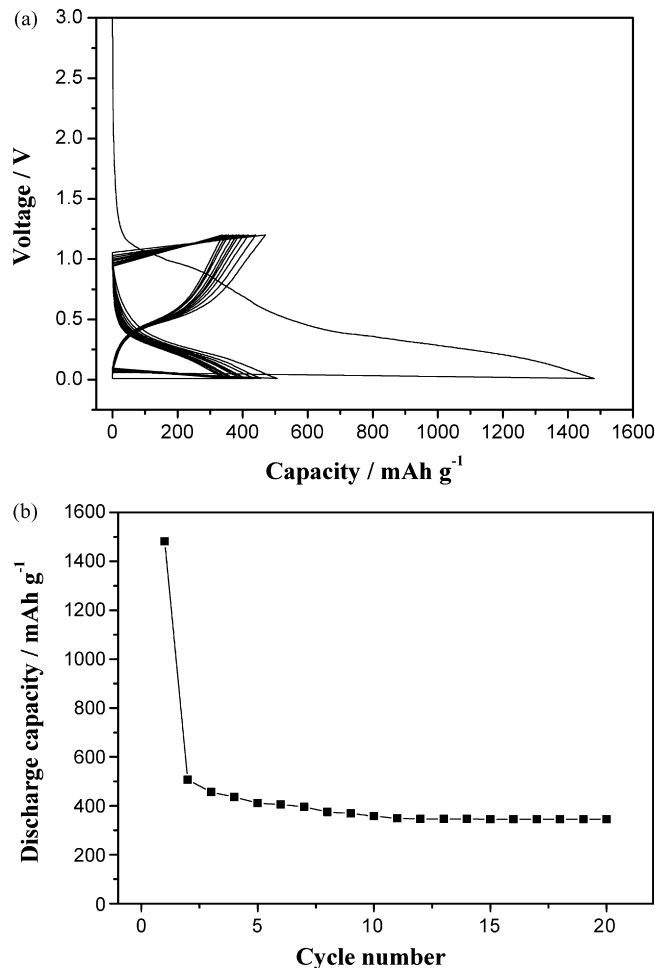 (a)
3.0
2.5
2.0
1.5
1.0
0.5
0.0
Voltage / V
0 200 400 600 800 1000 1200 1400 1600
Capacity / mAh g⁻¹
(b)
1600
1400
1200
1000
800
600
400
200
0
Discharge capacity / mAh g⁻¹
0 5 10 15 20
Cycle number